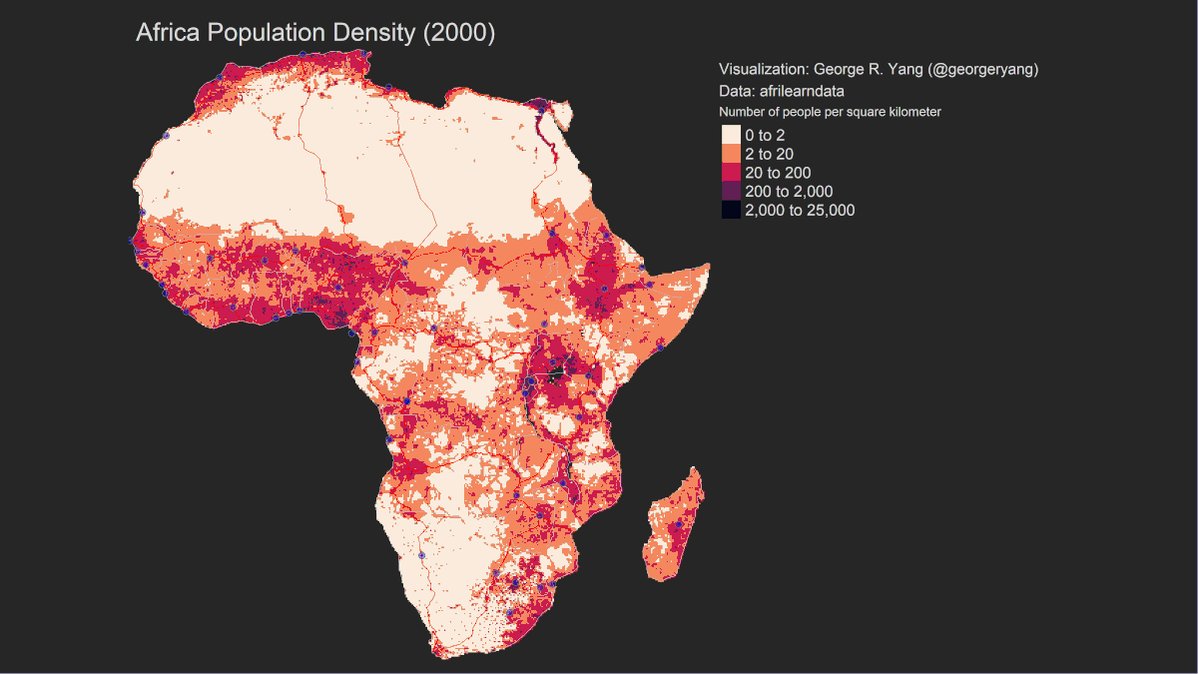 Africa Population Density (2000)
Visualization: George R. Yang (@georgeryang)
Data: afrilearndata
Number of people per square kilometer
0 to 2
2 to 20
20 to 200
200 to 2,000
2,000 to 25,000